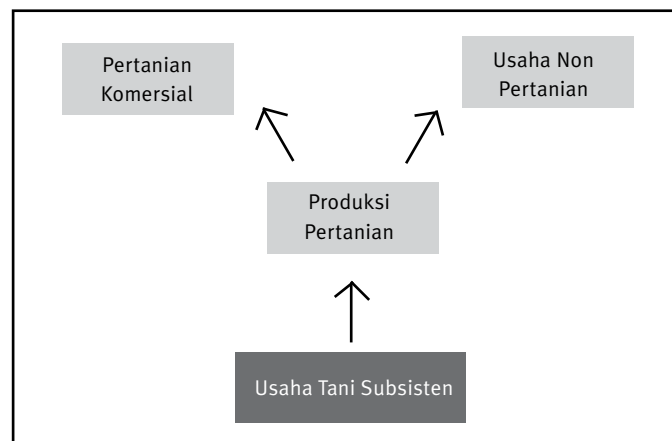 Pertanian
Komersial
Usaha Non
Pertanian
Produksi
Pertanian
Usaha Tani Subsisten